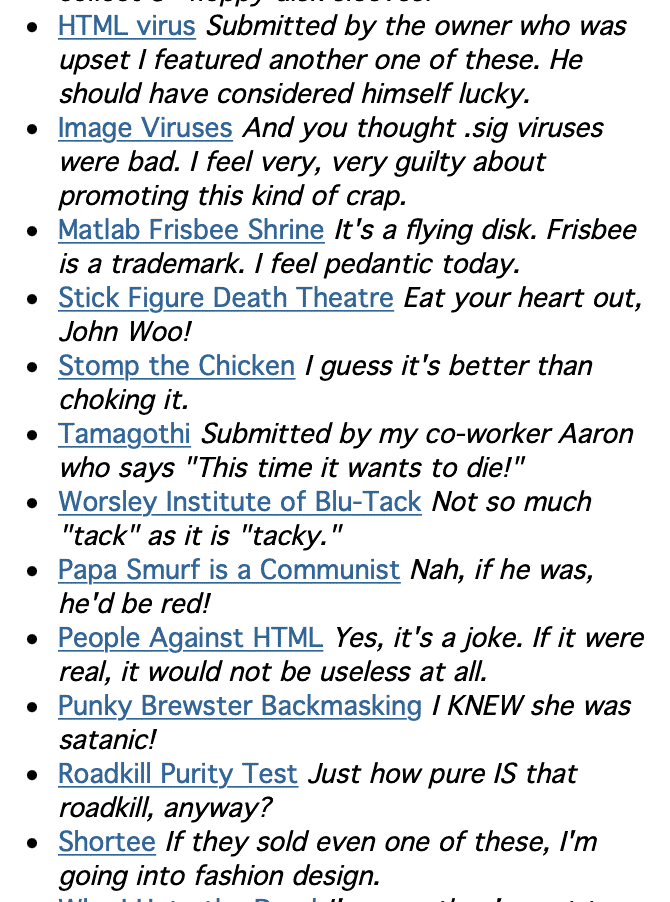 HTML virus Submitted by the owner who was
upset I featured another one of these. He
should have considered himself lucky.
Image Viruses And you thought .sig viruses
were bad. I feel very, very guilty about
promoting this kind of crap.
Matlab Frisbee Shrine It's a flying disk. Frisbee
is a trademark. I feel pedantic today.
Stick Figure Death Theatre Eat your heart out,
John Woo!
Stomp the Chicken I guess it's better than
choking it.
Tamagothi Submitted by my co-worker Aaron
who says "This time it wants to die!"
Worsley Institute of Blu-Tack Not so much
"tack" as it is "tacky."
Papa Smurf is a Communist Nah, if he was,
he'd be red!
People Against HTML Yes, it's a joke. If it were
real, it would not be useless at all.
Punky Brewster Backmasking I KNEW she was
satanic!
Roadkill Purity Test Just how pure IS that
roadkill, anyway?
Shortee If they sold even one of these, I'm
going into fashion design.